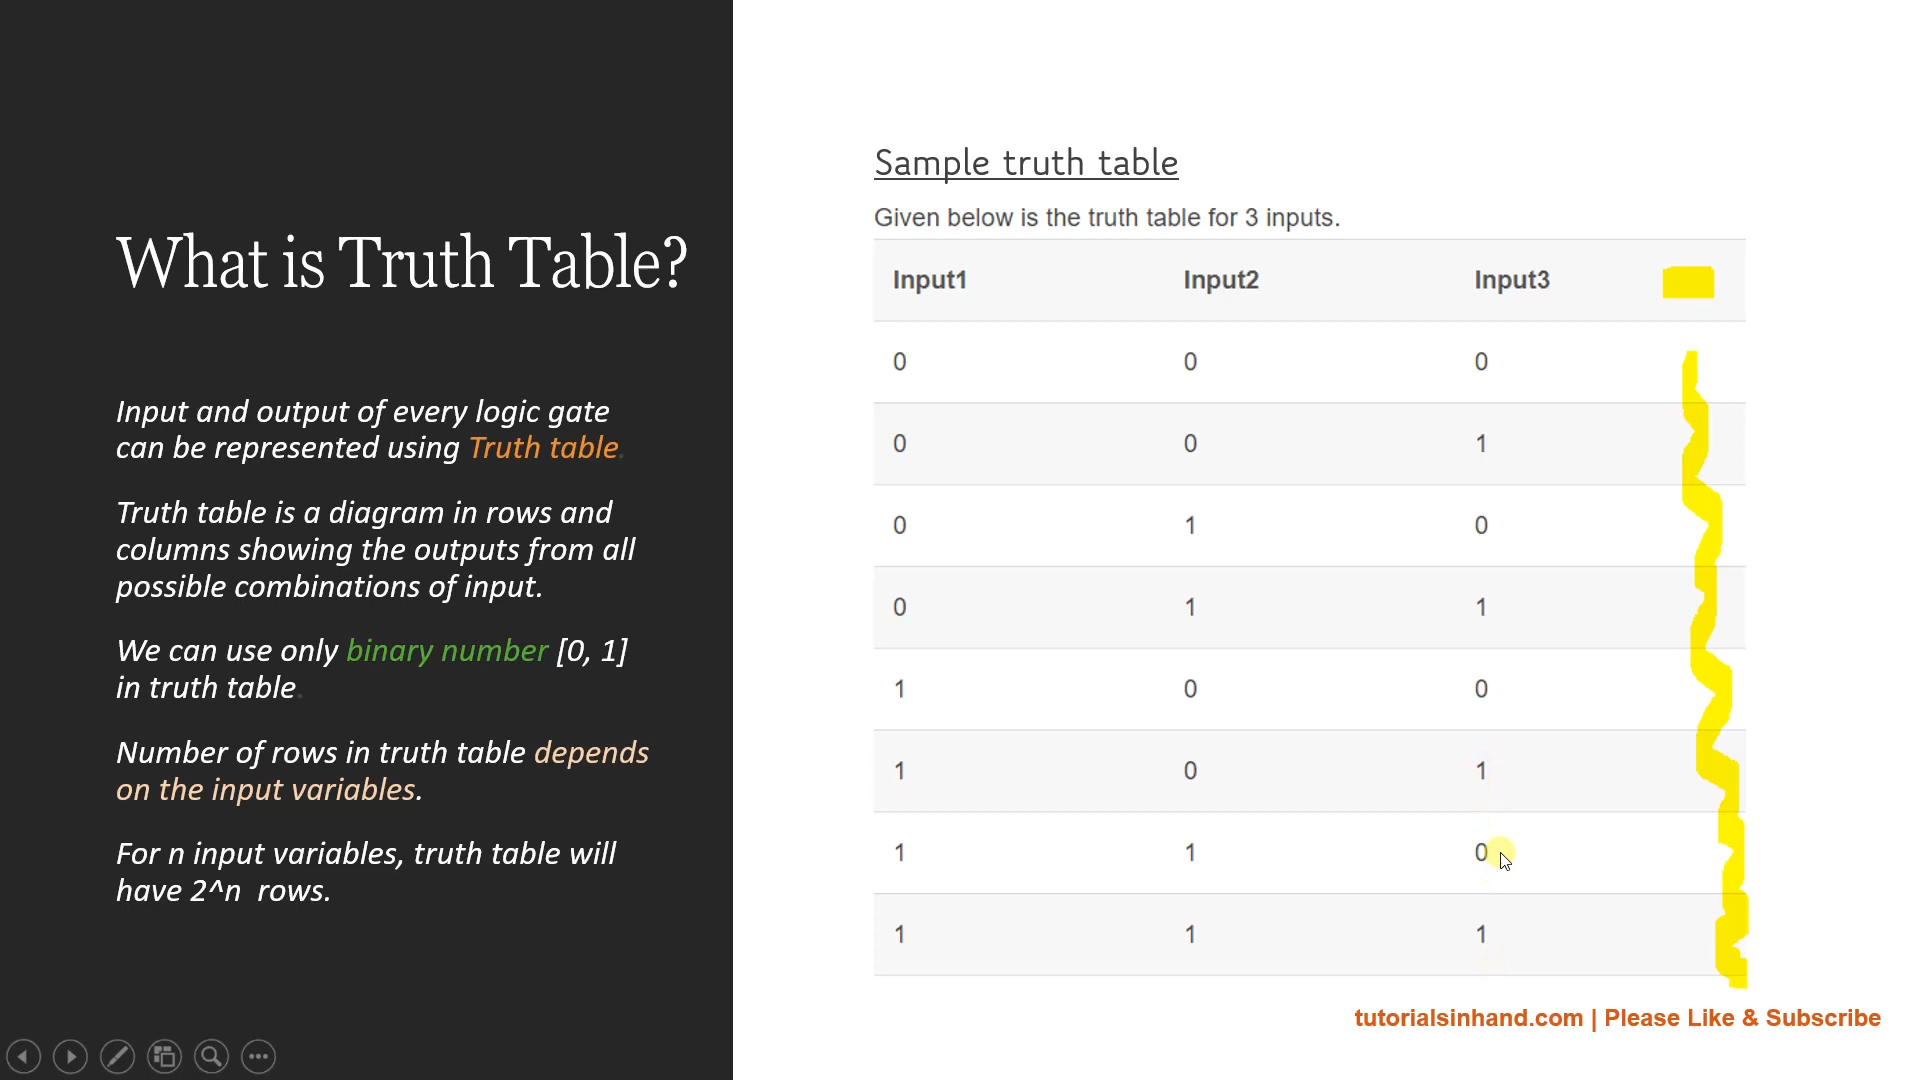 What is Truth Table?
Input and output of every logic gate
can be represented using Truth table.
Truth table is a diagram in rows and
columns showing the outputs from all
possible combinations of input.
We can use only binary number [0, 1]
in truth table.
Number of rows in truth table depends
on the input variables.
For n input variables, truth table will
have 2^n  rows.
Sample truth table
Given below is the truth table for 3 inputs.
Input1 Input2 Input3
0 0 0
0 0 1
0 1 0
0 1 1
1 0 0
1 0 1
1 1 0
1 1 1
tutorialsinhand.com | Please Like & Subscribe